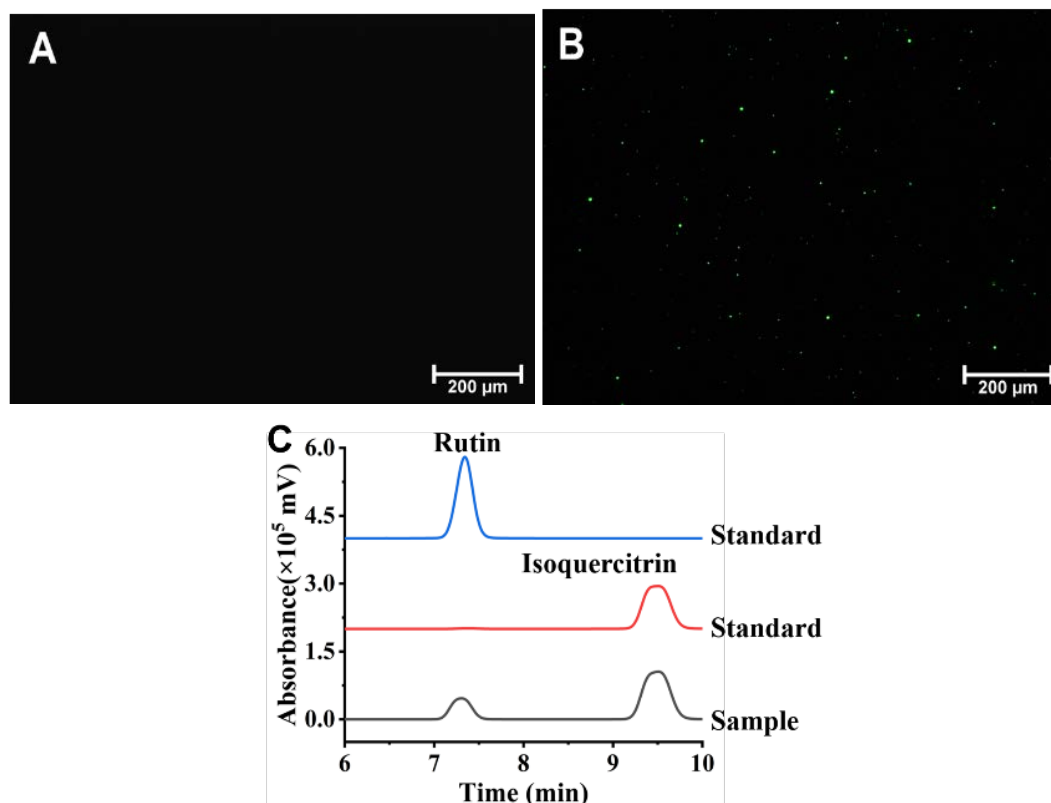 A
200 μm
B
200 μm
C
Absorbance(×10⁵ mV)
6.0
4.5
3.0
1.5
0.0
Rutin
Standard
Isoquercitrin
Standard
Sample
6 7 8 9 10
Time (min)